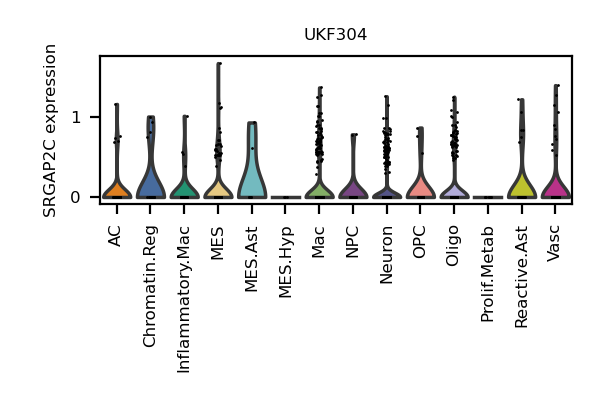 UKF304
SRGAP2C expression
1
0
AC
Chromatin.Reg
Inflammatory.Mac
MES
MES.Ast
MES.Hyp
Mac
NPC
Neuron
OPC
Oligo
Prolif.Metab
Reactive.Ast
Vasc